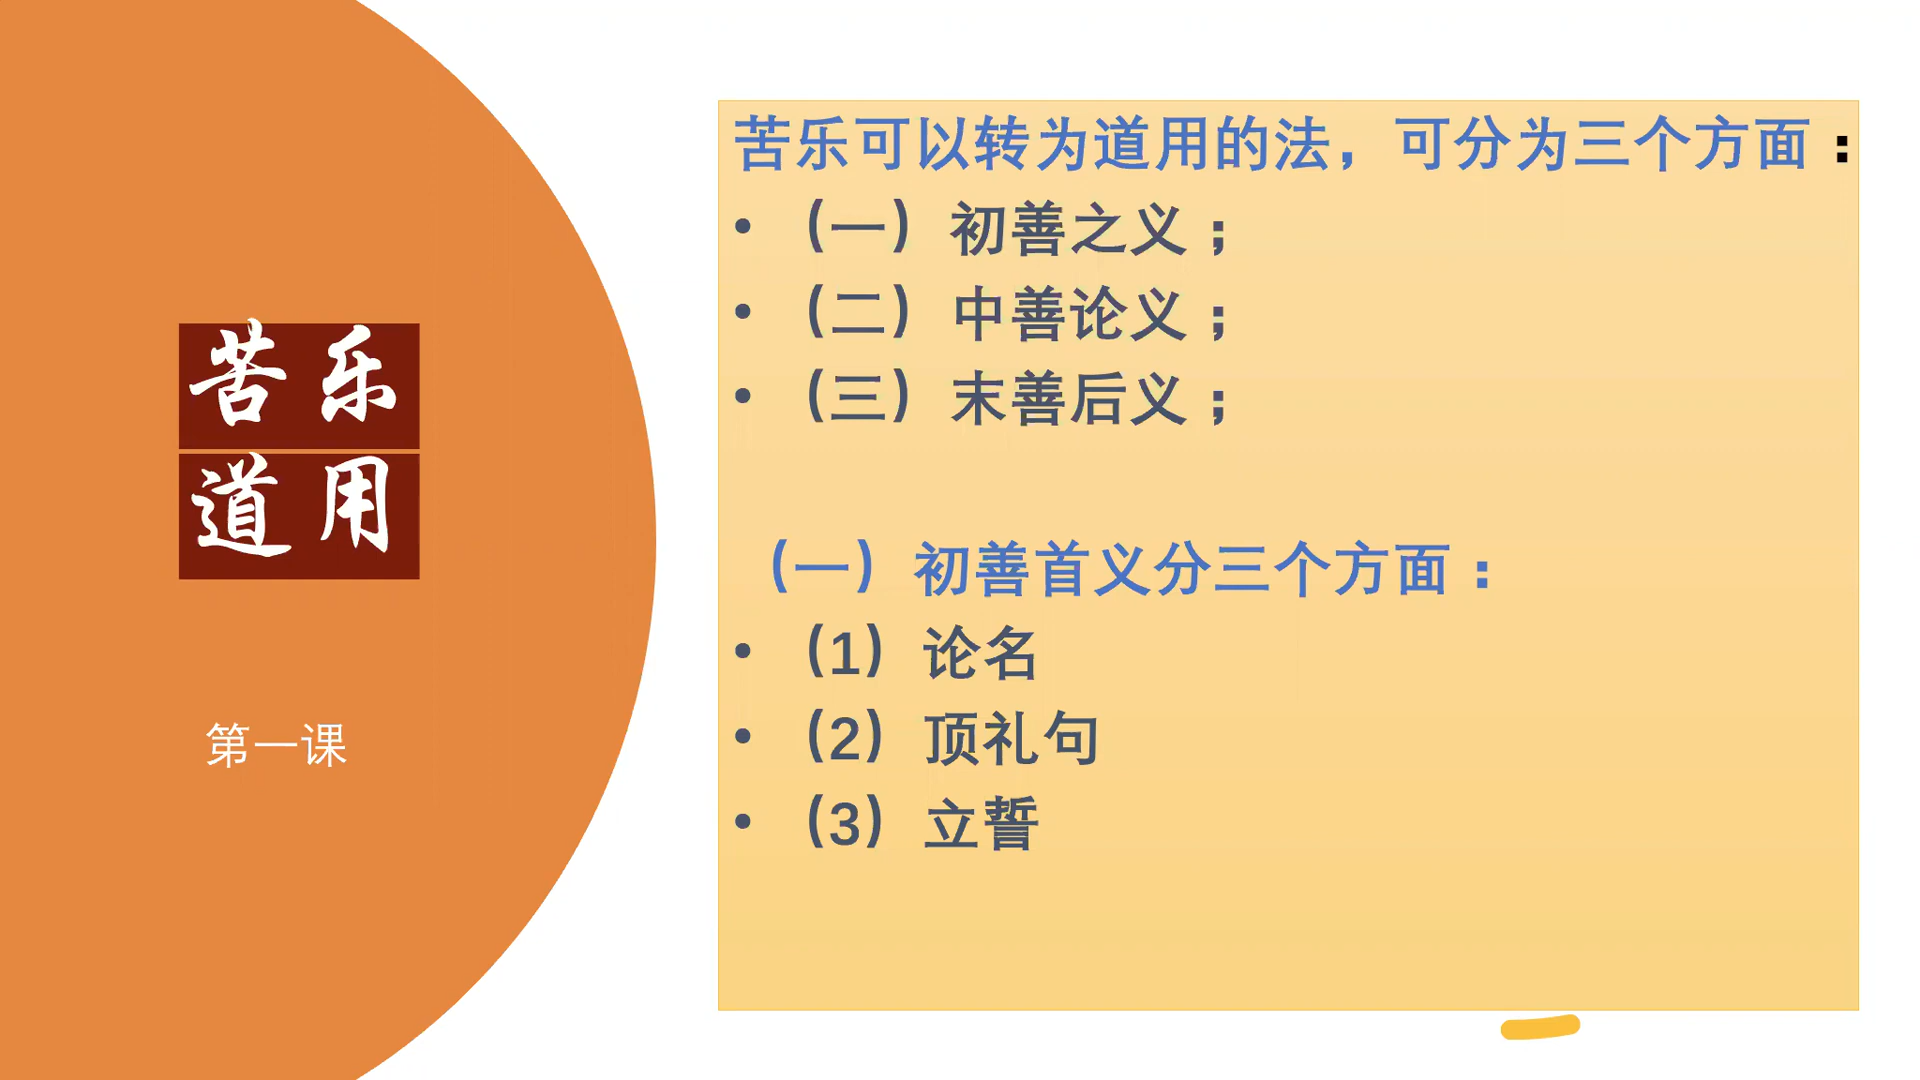 苦乐
道用
第一课
苦乐可以转为道用的法，可分为三个方面：
• （一）初善之义；
• （二）中善论义；
• （三）末善后义；
（一）初善首义分三个方面：
• （1）论名
• （2）顶礼句
• （3）立誓